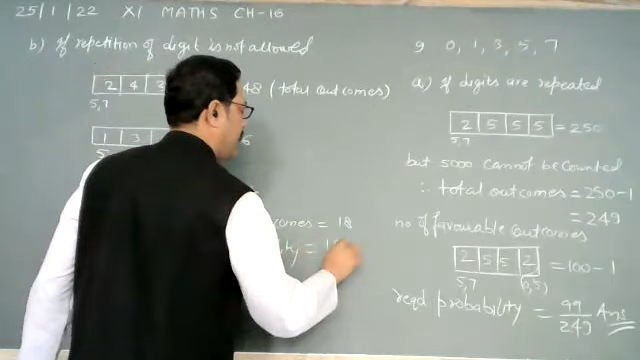 25/1/22 XI MATHS CH-16
b) If repetition of digit is not allowed
2 4 3
48 (total outcomes)
5,7
1 3
= 18
=
9 0, 1, 3, 5, 7
a) If digits are repeated
2 5 5 5 = 250
5,7
but 5000 cannot be counted
∴ total outcomes = 250-1
= 249
no of favourable outcomes
2 5 5 2 = 100-1
5,7 (0,5)
reqd probability = 99/249 Ans